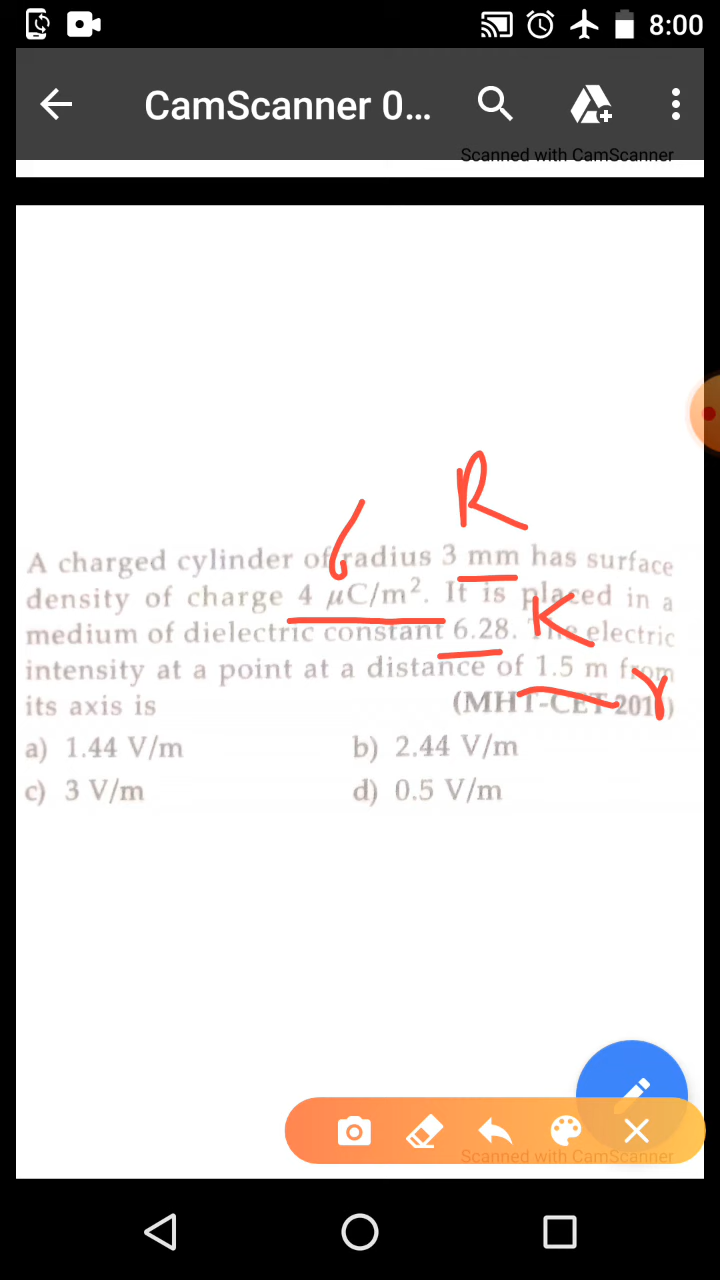 8:00
CamScanner 0...
Scanned with CamScanner
R
A charged cylinder of radius 3 mm has surface
density of charge 4 μC/m². It is placed in a
medium of dielectric constant 6.28. The electric
K
intensity at a point at a distance of 1.5 m from
r
its axis is (MHT-CET
a) 1.44 V/m b) 2.44 V/m
c) 3 V/m d) 0.5 V/m
Scanned with CamScanner